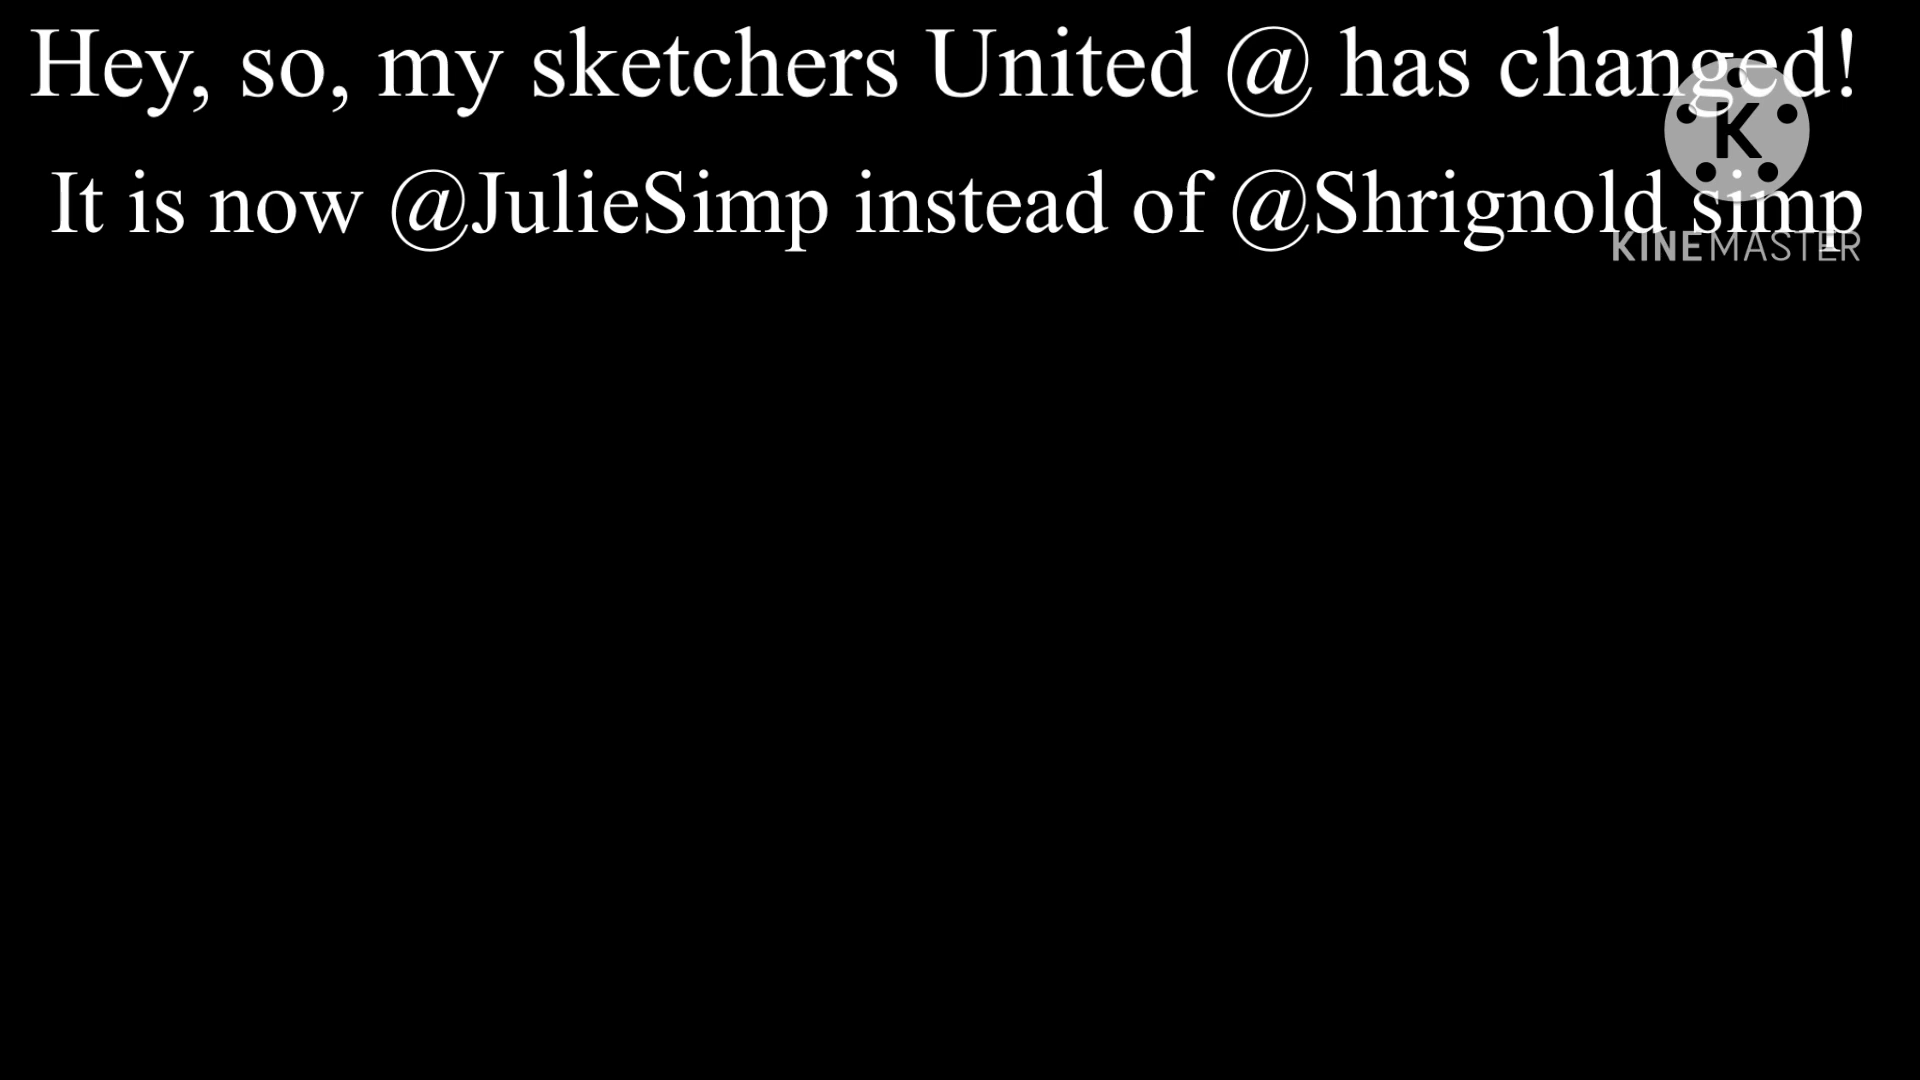 Hey, so, my sketchers United @ has changed!
K
It is now @JulieSimp instead of @Shrignold simp
KINEMASTER